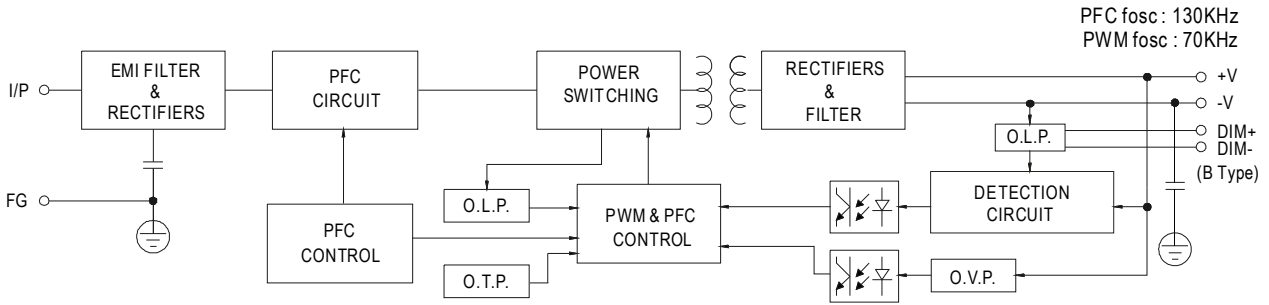 PFC fosc : 130KHz
PWM fosc : 70KHz
I/P
EMI FILTER
&
RECTIFIERS
PFC
CIRCUIT
POWER
SWITCHING
RECTIFIERS
&
FILTER
+V
-V
O.L.P.
DIM+
DIM-
(B Type)
FG
O.L.P.
PFC
CONTROL
PWM & PFC
CONTROL
DETECTION
CIRCUIT
O.T.P.
O.V.P.